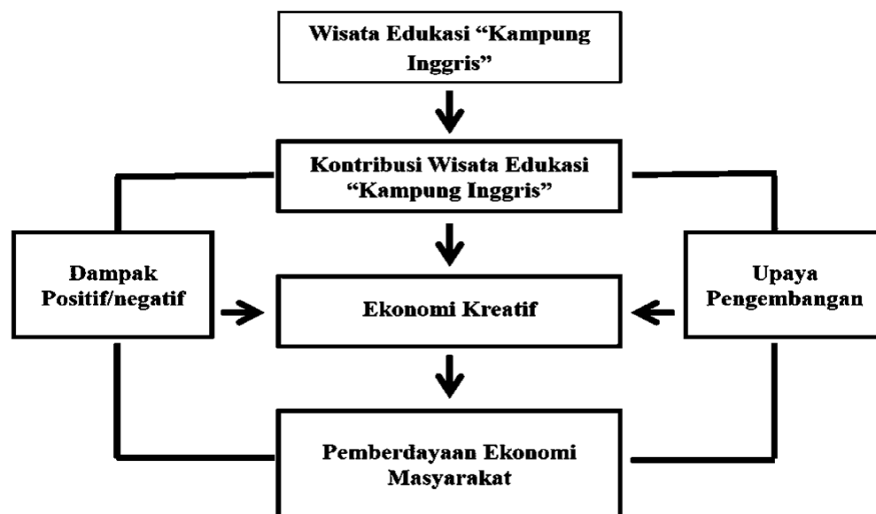 Wisata Edukasi “Kampung
Inggris”
Kontribusi Wisata Edukasi
“Kampung Inggris”
Dampak
Positif/negatif
Ekonomi Kreatif
Upaya
Pengembangan
Pemberdayaan Ekonomi
Masyarakat